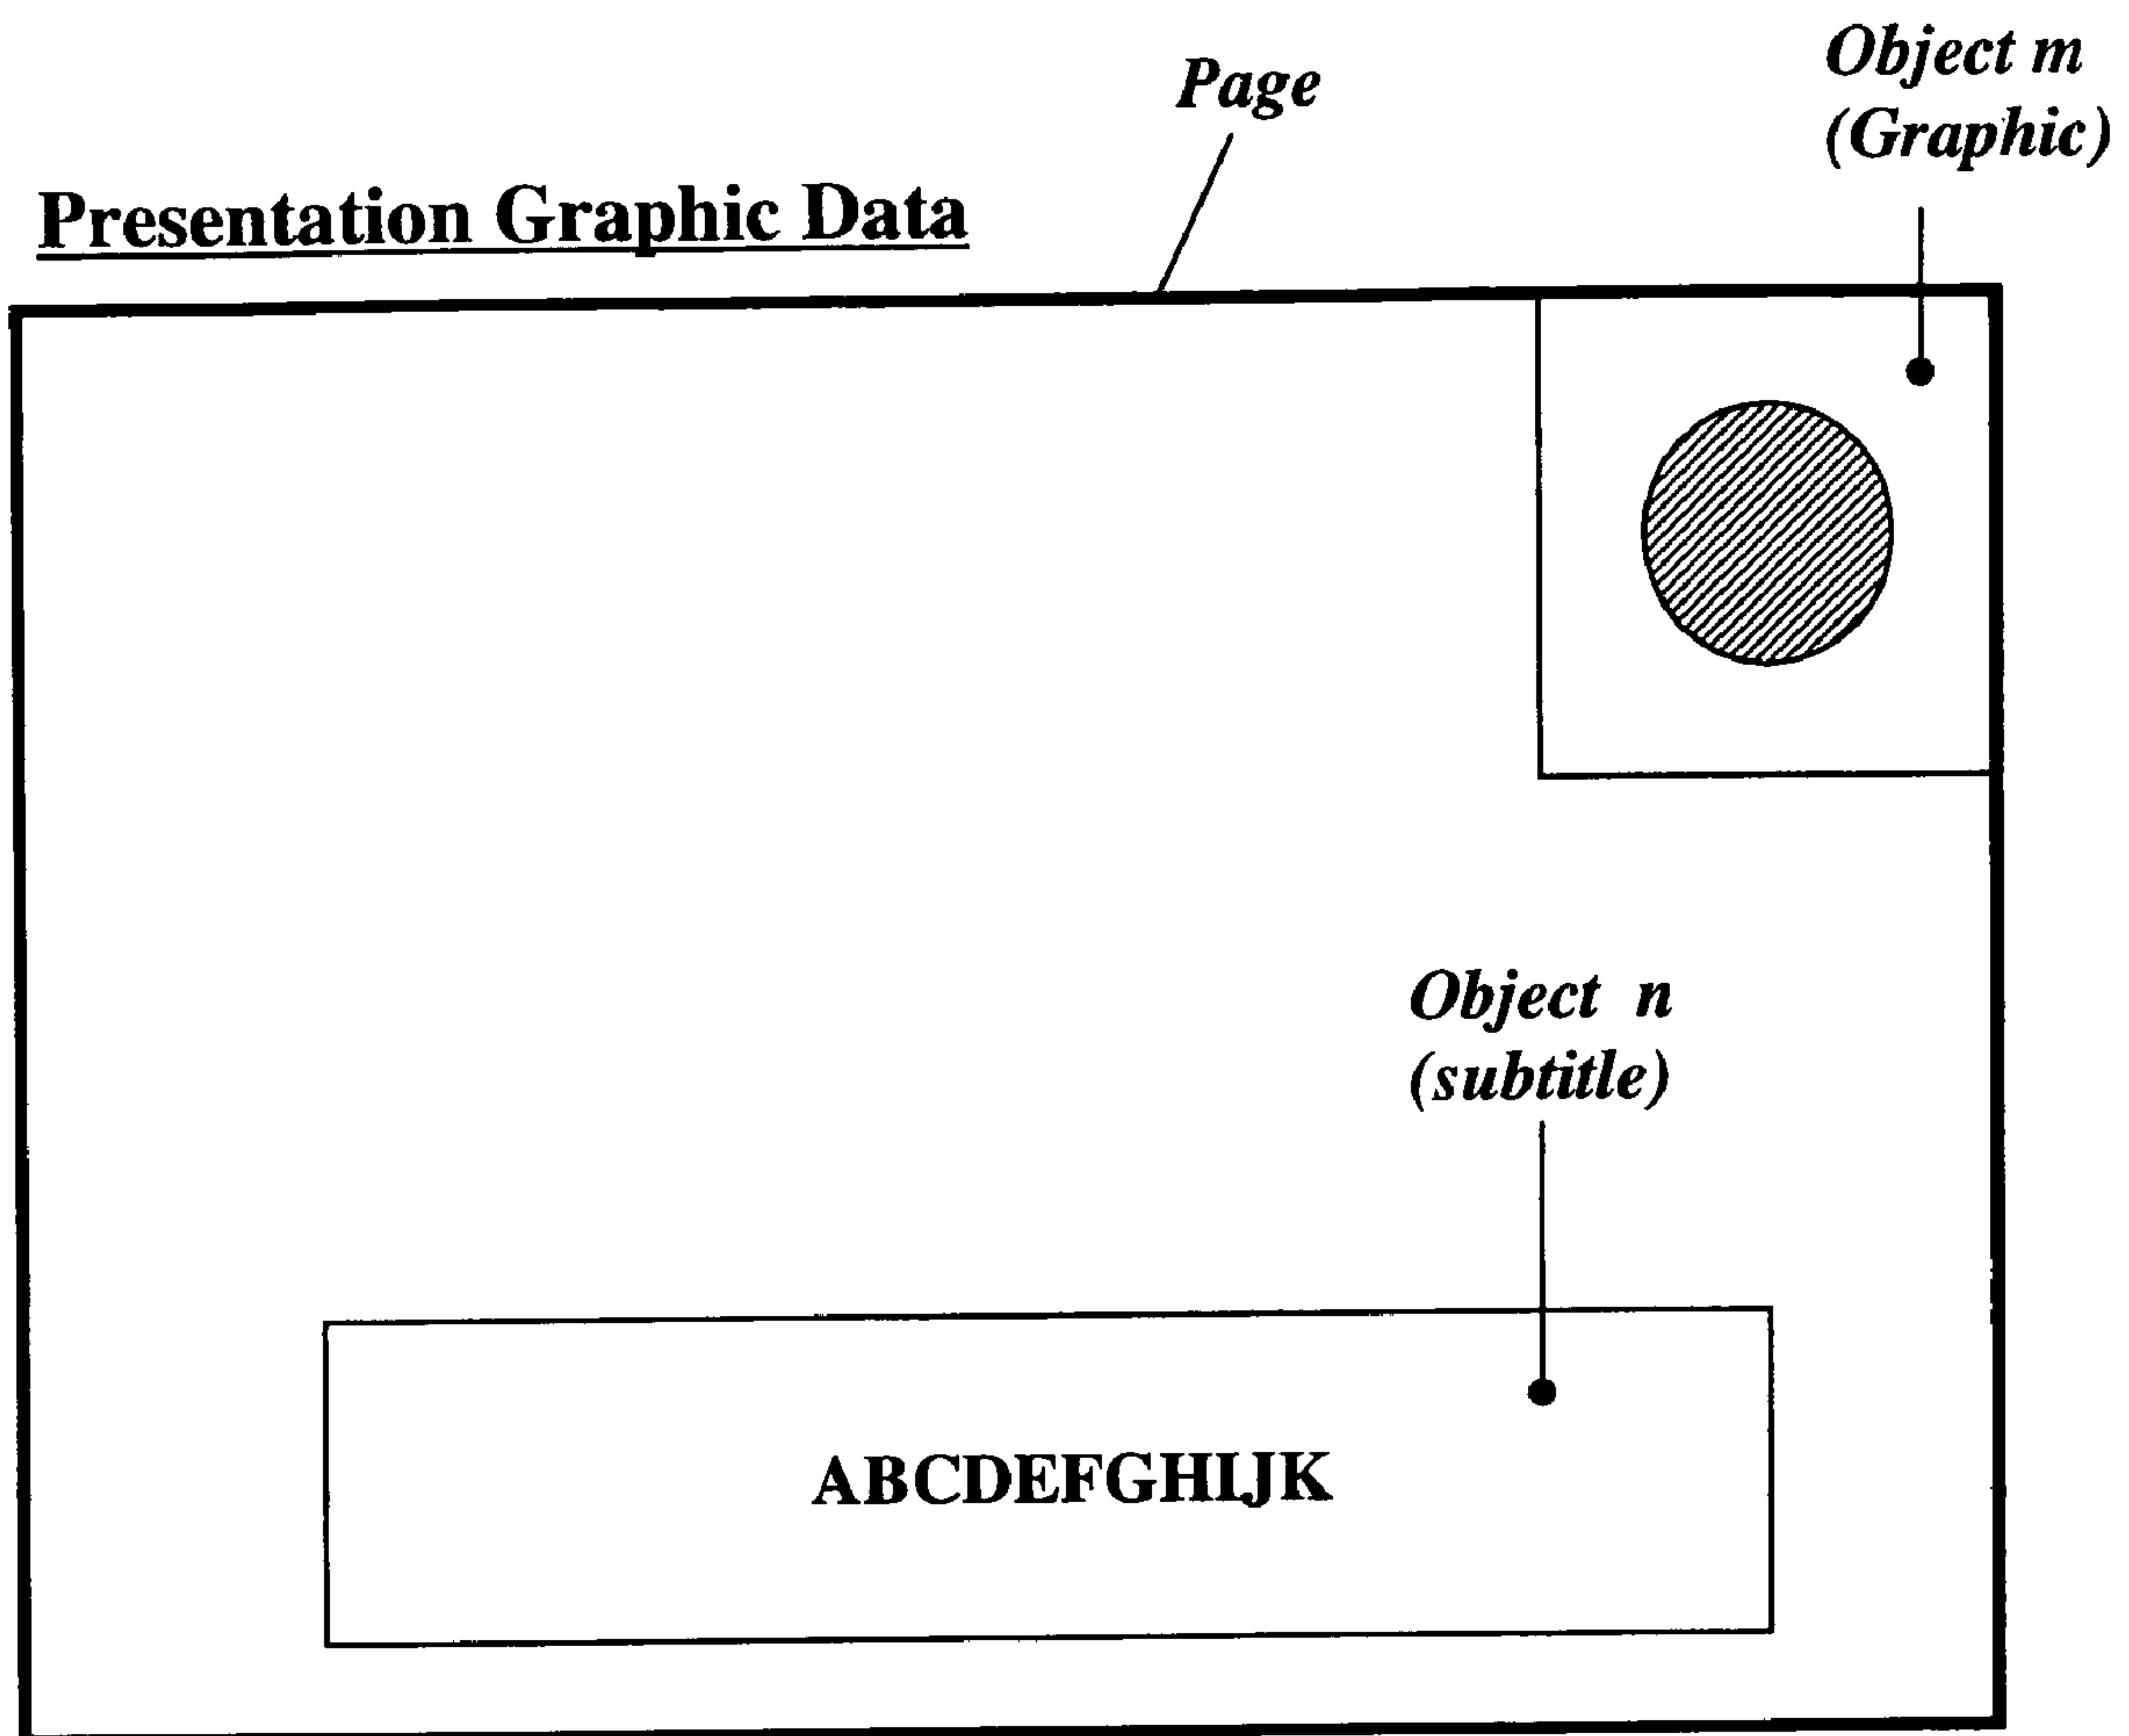 Page
Object m
(Graphic)
Presentation Graphic Data
Object n
(subtitle)
ABCDEFGHIJK